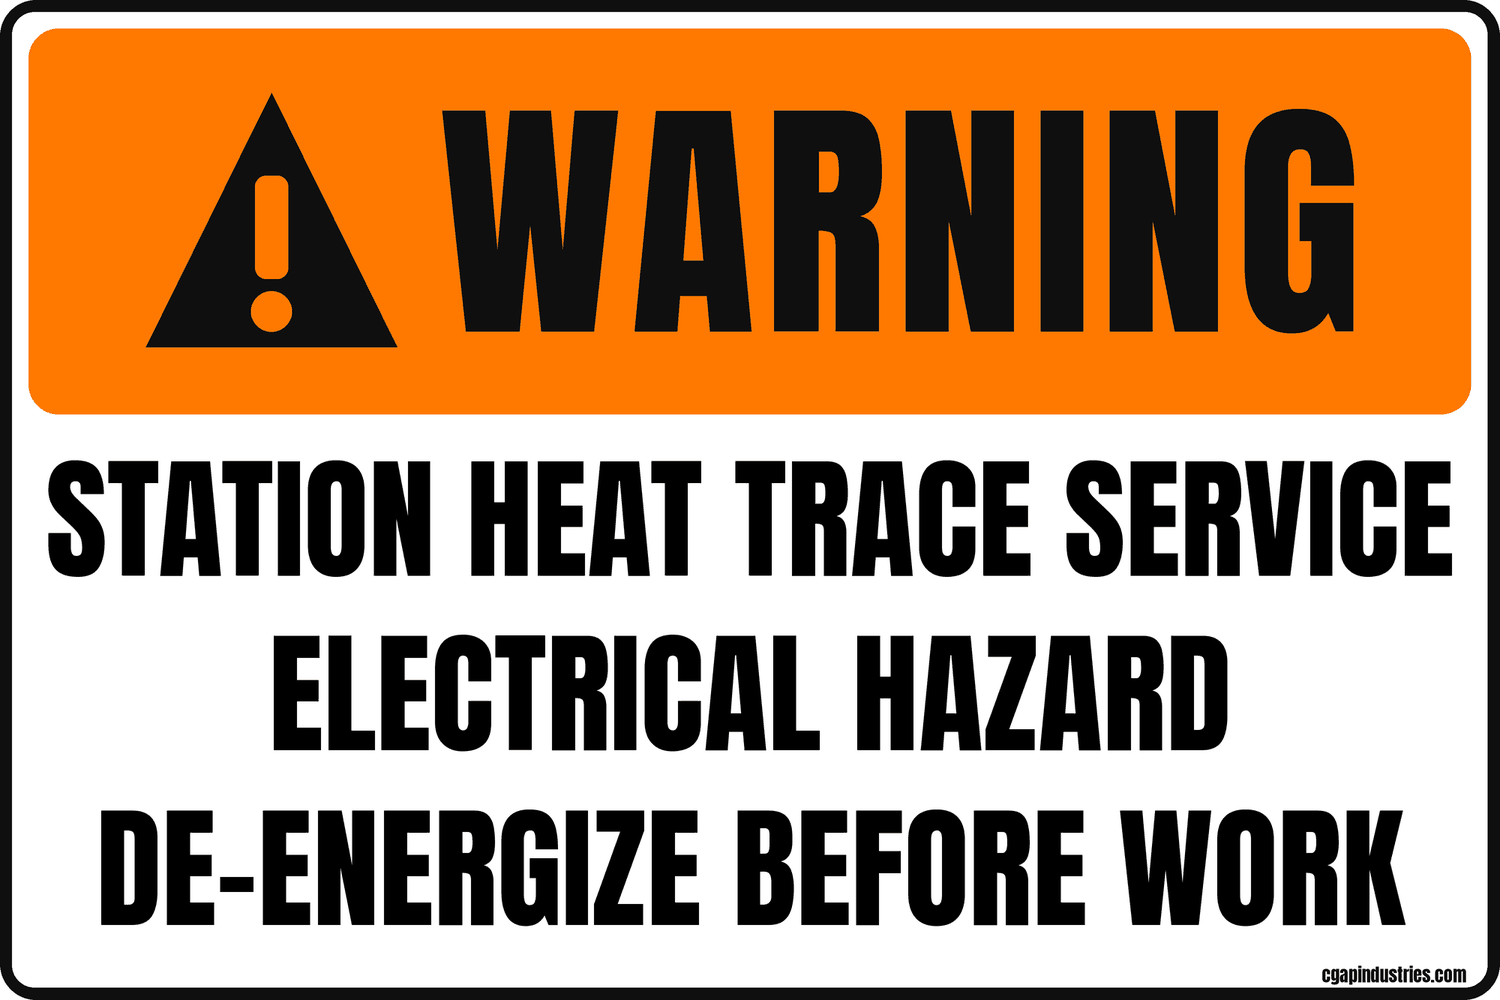 WARNING
STATION HEAT TRACE SERVICE
ELECTRICAL HAZARD
DE-ENERGIZE BEFORE WORK
cgapindustries.com